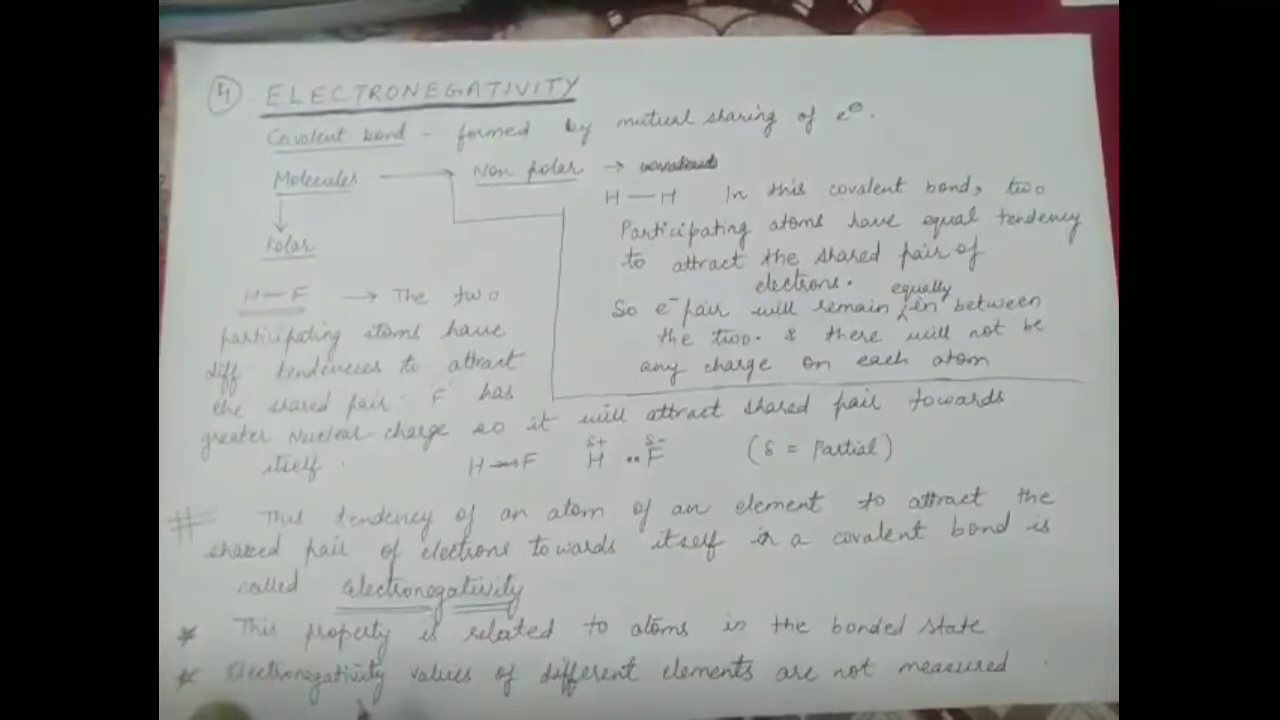 4 ELECTRONEGATIVITY
Covalent bond - formed by mutual sharing of e⊖.
Molecules → Non polar →
H — H In this covalent bond, two
Participating atoms have equal tendency
to attract the shared pair of
electrons.
So e⁻ pair will remain equally in between
the two. & there will not be
any charge on each atom
Polar
H — F → The two
participating atoms have
diff tendencies to attract
the shared pair. 'F' has
greater Nuclear charge so it will attract shared pair towards
itself.
H → F δ+ H •• δ- F (δ = Partial)
# This tendency of an atom of an element to attract the
shared pair of electrons towards itself in a covalent bond is
called electronegativity
* This property is related to atoms in the bonded state
* Electronegativity values of different elements are not measured